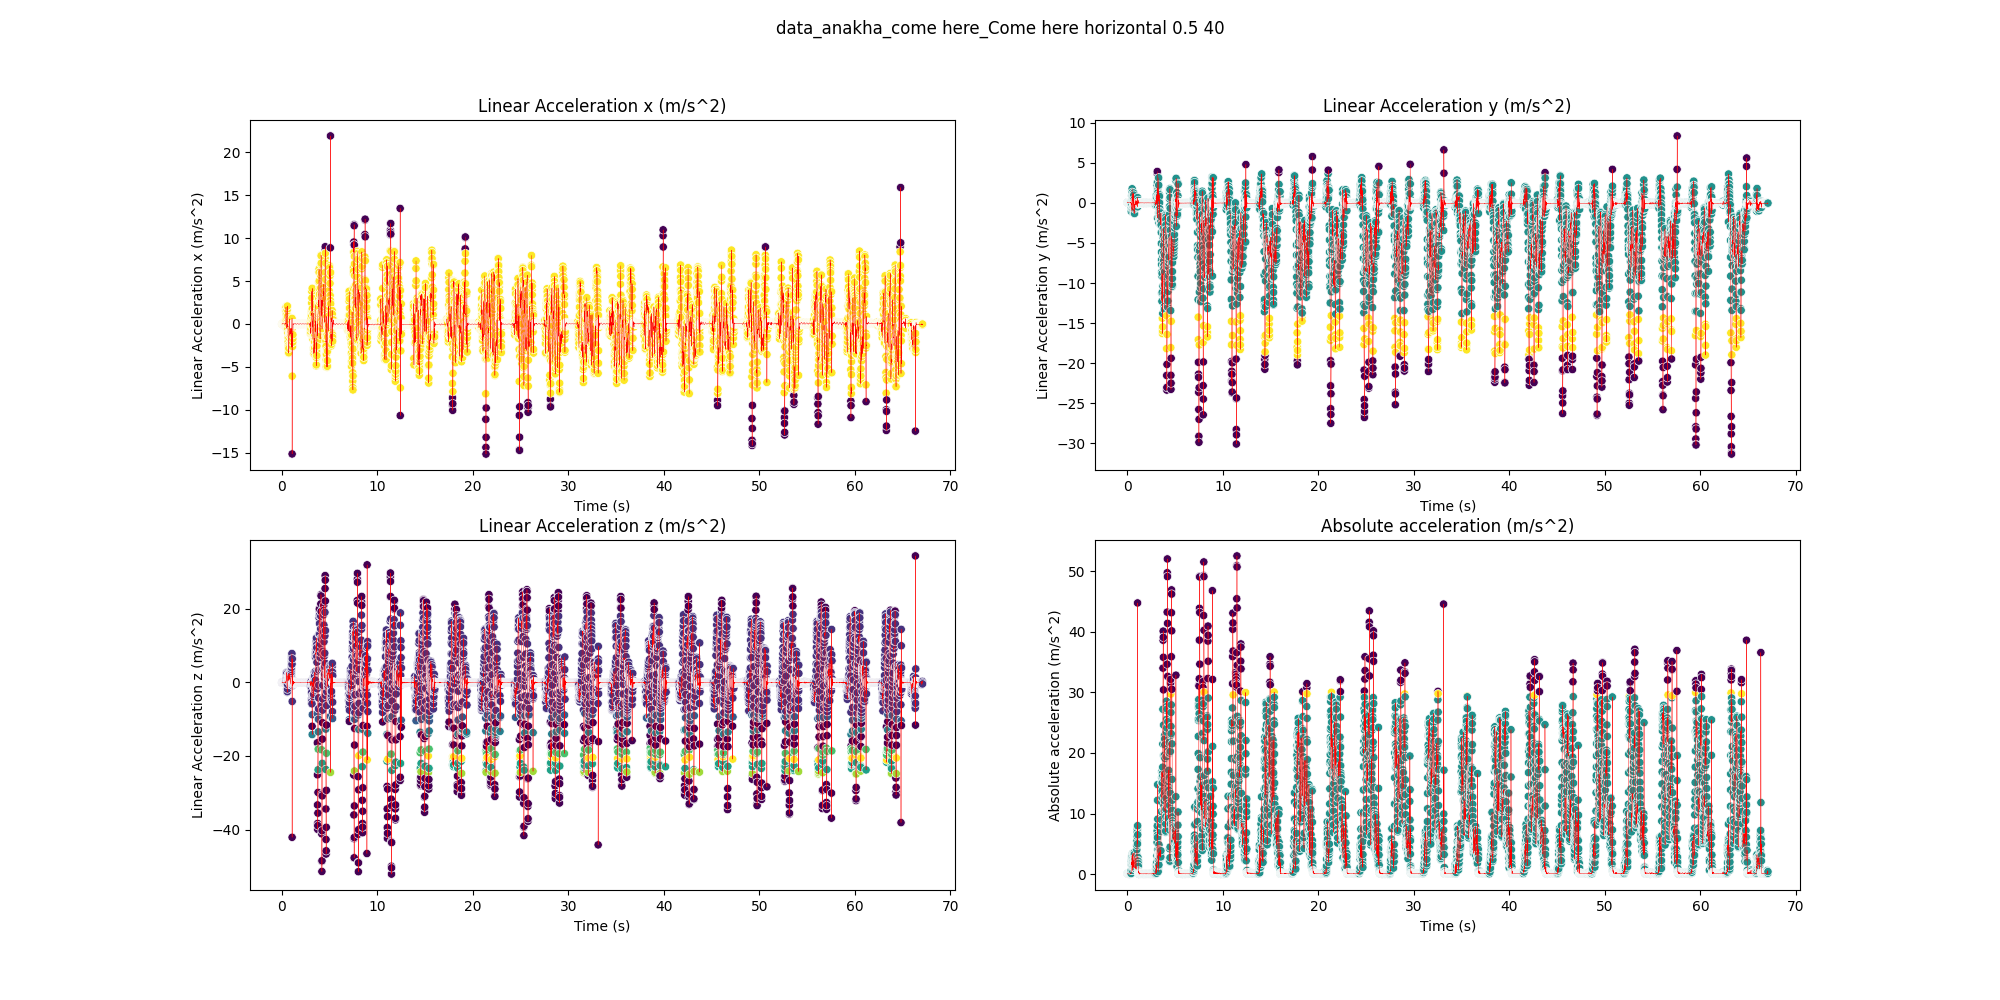 data_anakha_come here_Come here horizontal 0.5 40
Linear Acceleration x (m/s^2)
Linear Acceleration x (m/s^2)
20
15
10
5
0
−5
−10
−15
0 10 20 30 40 50 60 70
Time (s)
Linear Acceleration y (m/s^2)
Linear Acceleration y (m/s^2)
10
5
0
−5
−10
−15
−20
−25
−30
0 10 20 30 40 50 60 70
Time (s)
Linear Acceleration z (m/s^2)
Linear Acceleration z (m/s^2)
20
0
−20
−40
0 10 20 30 40 50 60 70
Time (s)
Absolute acceleration (m/s^2)
Absolute acceleration (m/s^2)
50
40
30
20
10
0
0 10 20 30 40 50 60 70
Time (s)